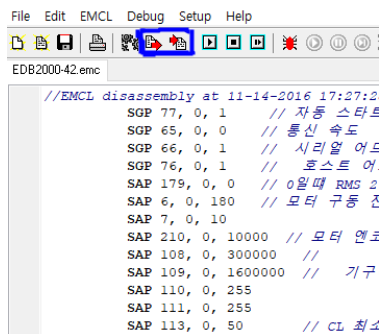 File Edit EMCL Debug Setup Help
EDB2000-42.emc
//EMCL disassembly at 11-14-2016 17:27:2
SGP 77, 0, 1 // 자동 스타트
SGP 65, 0, 0 // 통신 속도
SGP 66, 0, 1 // 시리얼 어드
SGP 76, 0, 1 // 호스트 어
SAP 179, 0, 0 // 0일때 RMS 2
SAP 6, 0, 180 // 모터 구동 전
SAP 7, 0, 10
SAP 210, 0, 10000 // 모터 엔코
SAP 108, 0, 300000 //
SAP 109, 0, 1600000 // 기구
SAP 110, 0, 255
SAP 111, 0, 255
SAP 113, 0, 50 // CL 최소